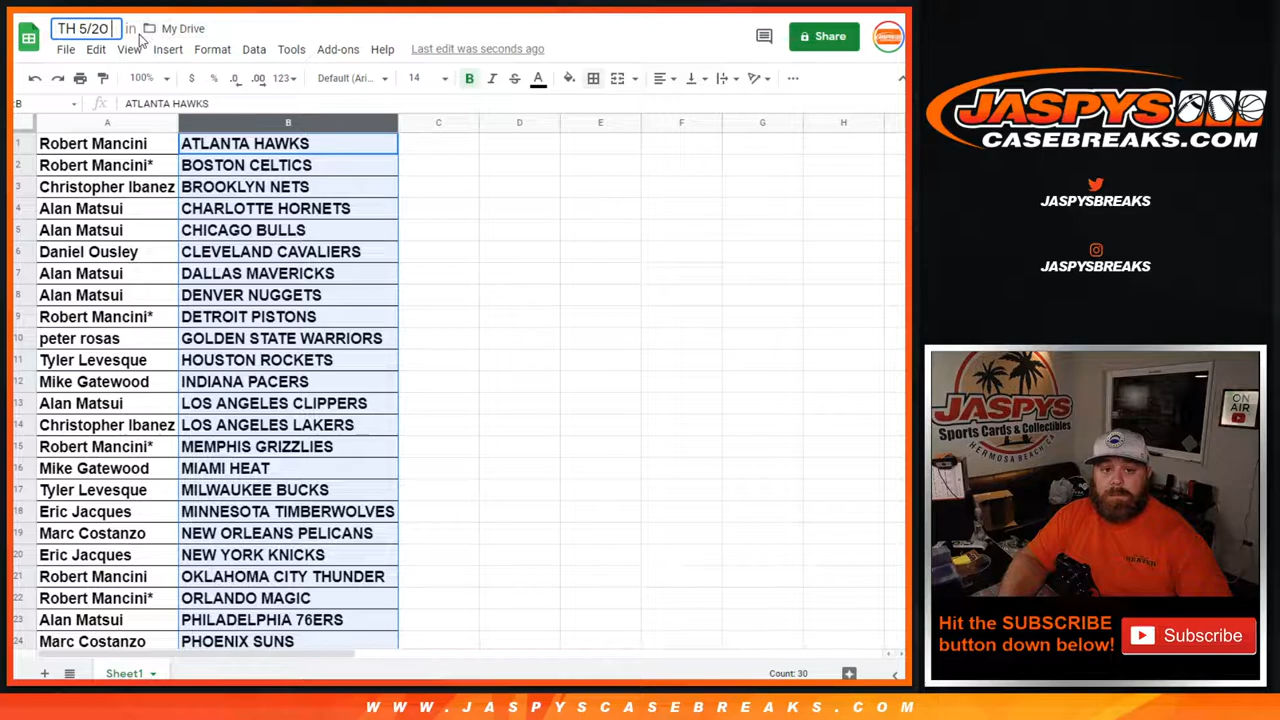 TH 5/20
in
My Drive
File Edit View Insert Format Data Tools Add-ons Help Last edit was seconds ago
Share
100% $ % .0 .00 123 Default (Ari... 14 B I S A
fx ATLANTA HAWKS
A B C D E F G H
1 Robert Mancini ATLANTA HAWKS
2 Robert Mancini* BOSTON CELTICS
3 Christopher Ibanez BROOKLYN NETS
4 Alan Matsui CHARLOTTE HORNETS
5 Alan Matsui CHICAGO BULLS
6 Daniel Ousley CLEVELAND CAVALIERS
7 Alan Matsui DALLAS MAVERICKS
8 Alan Matsui DENVER NUGGETS
9 Robert Mancini* DETROIT PISTONS
10 peter rosas GOLDEN STATE WARRIORS
11 Tyler Levesque HOUSTON ROCKETS
12 Mike Gatewood INDIANA PACERS
13 Alan Matsui LOS ANGELES CLIPPERS
14 Christopher Ibanez LOS ANGELES LAKERS
15 Robert Mancini* MEMPHIS GRIZZLIES
16 Mike Gatewood MIAMI HEAT
17 Tyler Levesque MILWAUKEE BUCKS
18 Eric Jacques MINNESOTA TIMBERWOLVES
19 Marc Costanzo NEW ORLEANS PELICANS
20 Eric Jacques NEW YORK KNICKS
21 Robert Mancini OKLAHOMA CITY THUNDER
22 Robert Mancini* ORLANDO MAGIC
23 Alan Matsui PHILADELPHIA 76ERS
24 Marc Costanzo PHOENIX SUNS
Sheet1
Count: 30
JASPYS
CASEBREAKS.COM
JASPYSBREAKS
JASPYSBREAKS
JASPYS
Sports Cards & Collectibles
HERMOSA BEACH CA
ON
AIR
Hit the SUBSCRIBE
button down below!
Subscribe
WWW.JASPYSCASEBREAKS.COM